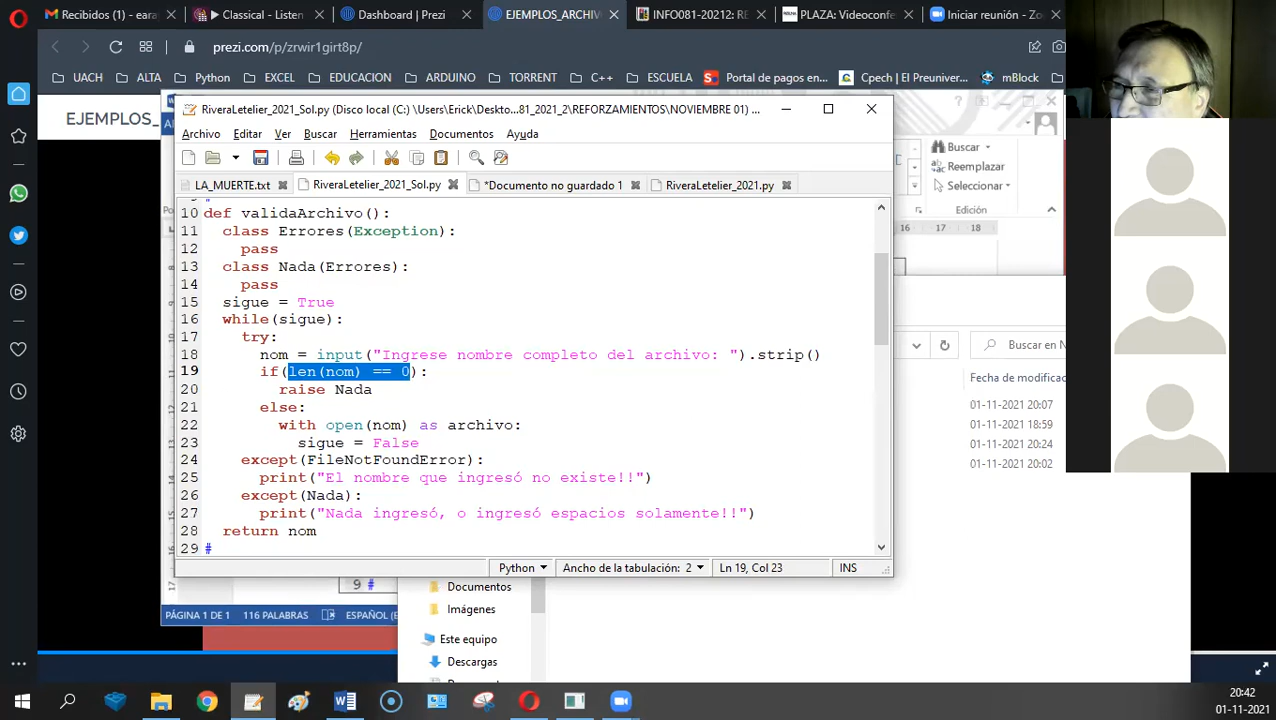 Recibidos (6) - earay
Classical - Listen
Dashboard | Prezi
EJEMPLOS_ARCHIV
INFO081-20212: R
PLAZA: Videoconfe
Iniciar reunión - Zo
prezi.com/p/zrwir1girt8p/
UACH
ALTA
Python
EXCEL
EDUCACION
ARDUINO
TORRENT
C++
ESCUELA
Portal de pagos en...
Cpech | El Preuniver...
mBlock
EJEMPLOS_
RiveraLetelier_2021_Sol.py (Disco local (C:) \Users\Erick\Deskto...81_2021_2\REFORZAMIENTOS\NOVIEMBRE 01) ...
Archivo Editar Ver Buscar Herramientas Documentos Ayuda
LA_MUERTE.txt
RiveraLetelier_2021_Sol.py
*Documento no guardado 1
RiveraLetelier_2021.py
10 def validaArchivo():
11 class Errores(Exception):
12 pass
13 class Nada(Errores):
14 pass
15 sigue = True
16 while(sigue):
17 try:
18 nom = input("Ingrese nombre completo del archivo: ").strip()
19 if(len(nom) == 0):
20 raise Nada
21 else:
22 with open(nom) as archivo:
23 sigue = False
24 except(FileNotFoundError):
25 print("El nombre que ingresó no existe!!")
26 except(Nada):
27 print("Nada ingresó, o ingresó espacios solamente!!")
28 return nom
29 #
Python
Ancho de la tabulación: 2
Ln 19, Col 23
INS
Buscar
Reemplazar
Seleccionar
Edición
16 17 18
Buscar en N
Fecha de modificac
01-11-2021 20:07
01-11-2021 18:59
01-11-2021 20:24
01-11-2021 20:02
9 #
PÁGINA 1 DE 1
116 PALABRAS
ESPAÑOL (E
Documentos
Imágenes
Este equipo
Descargas
20:42
01-11-2021